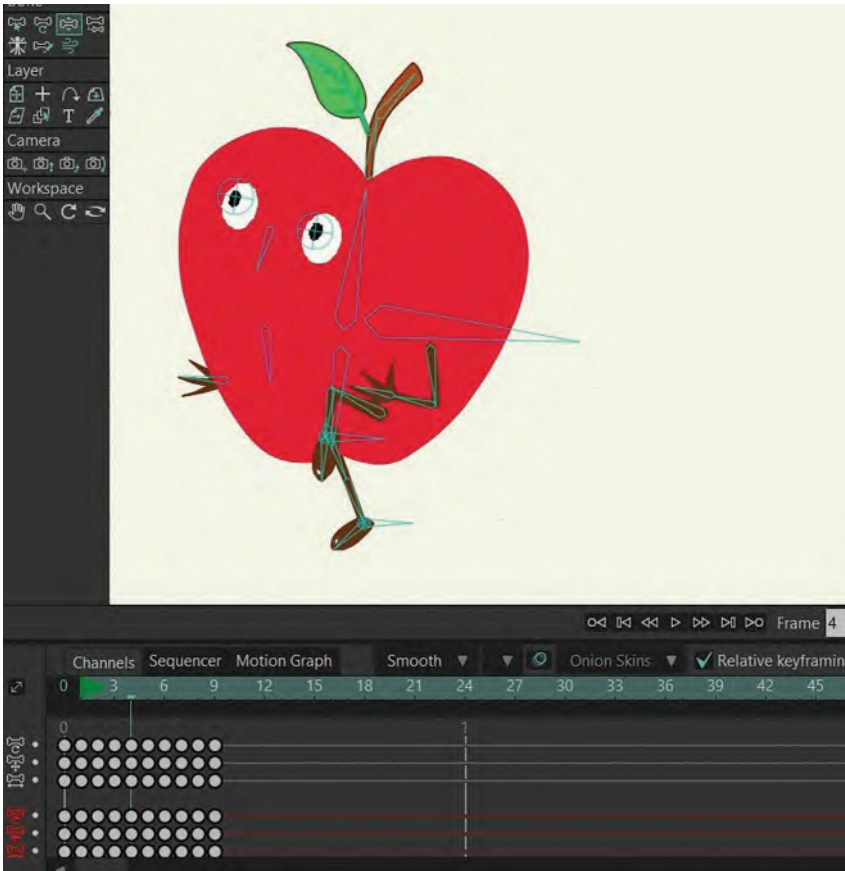 Layer
T
Camera
Workspace
Frame 4
Channels Sequencer Motion Graph Smooth Onion Skins Relative keyframin
0 3 6 9 12 15 18 21 24 27 30 33 36 39 42 45
0 1